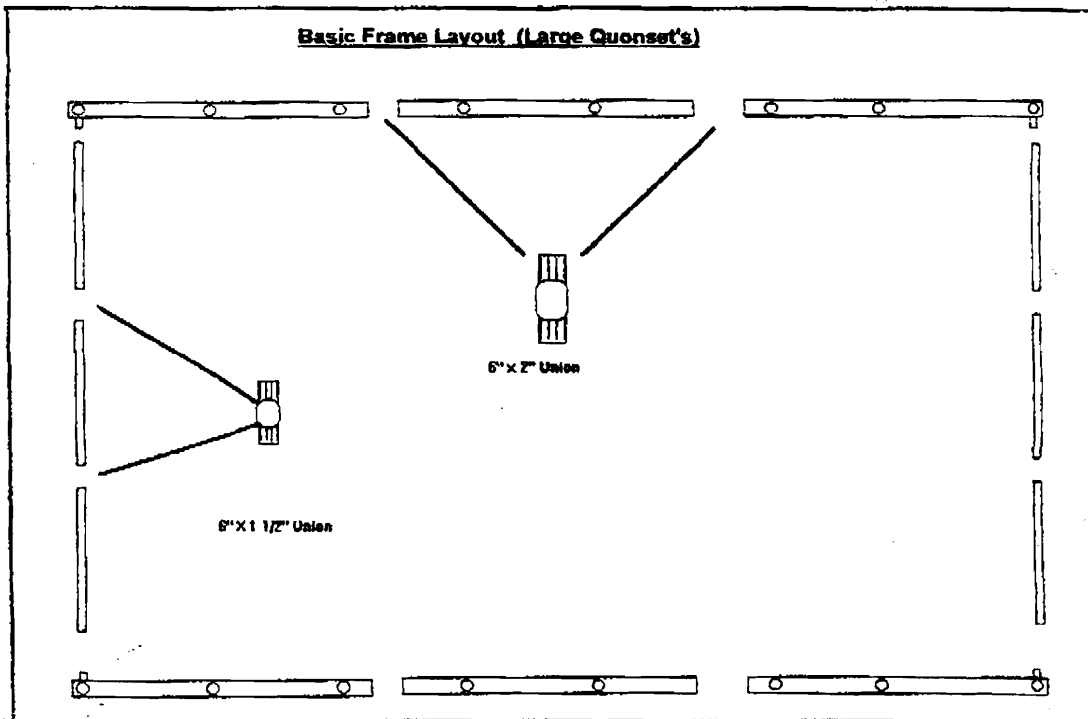 Basic Frame Layout (Large Quonset's)
6" x 2" Union
6" X 1 1/2" Union